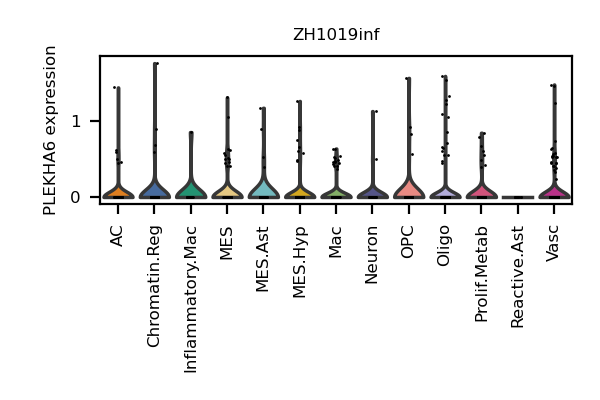 ZH1019inf
PLEKHA6 expression
1
0
AC
Chromatin.Reg
Inflammatory.Mac
MES
MES.Ast
MES.Hyp
Mac
Neuron
OPC
Oligo
Prolif.Metab
Reactive.Ast
Vasc